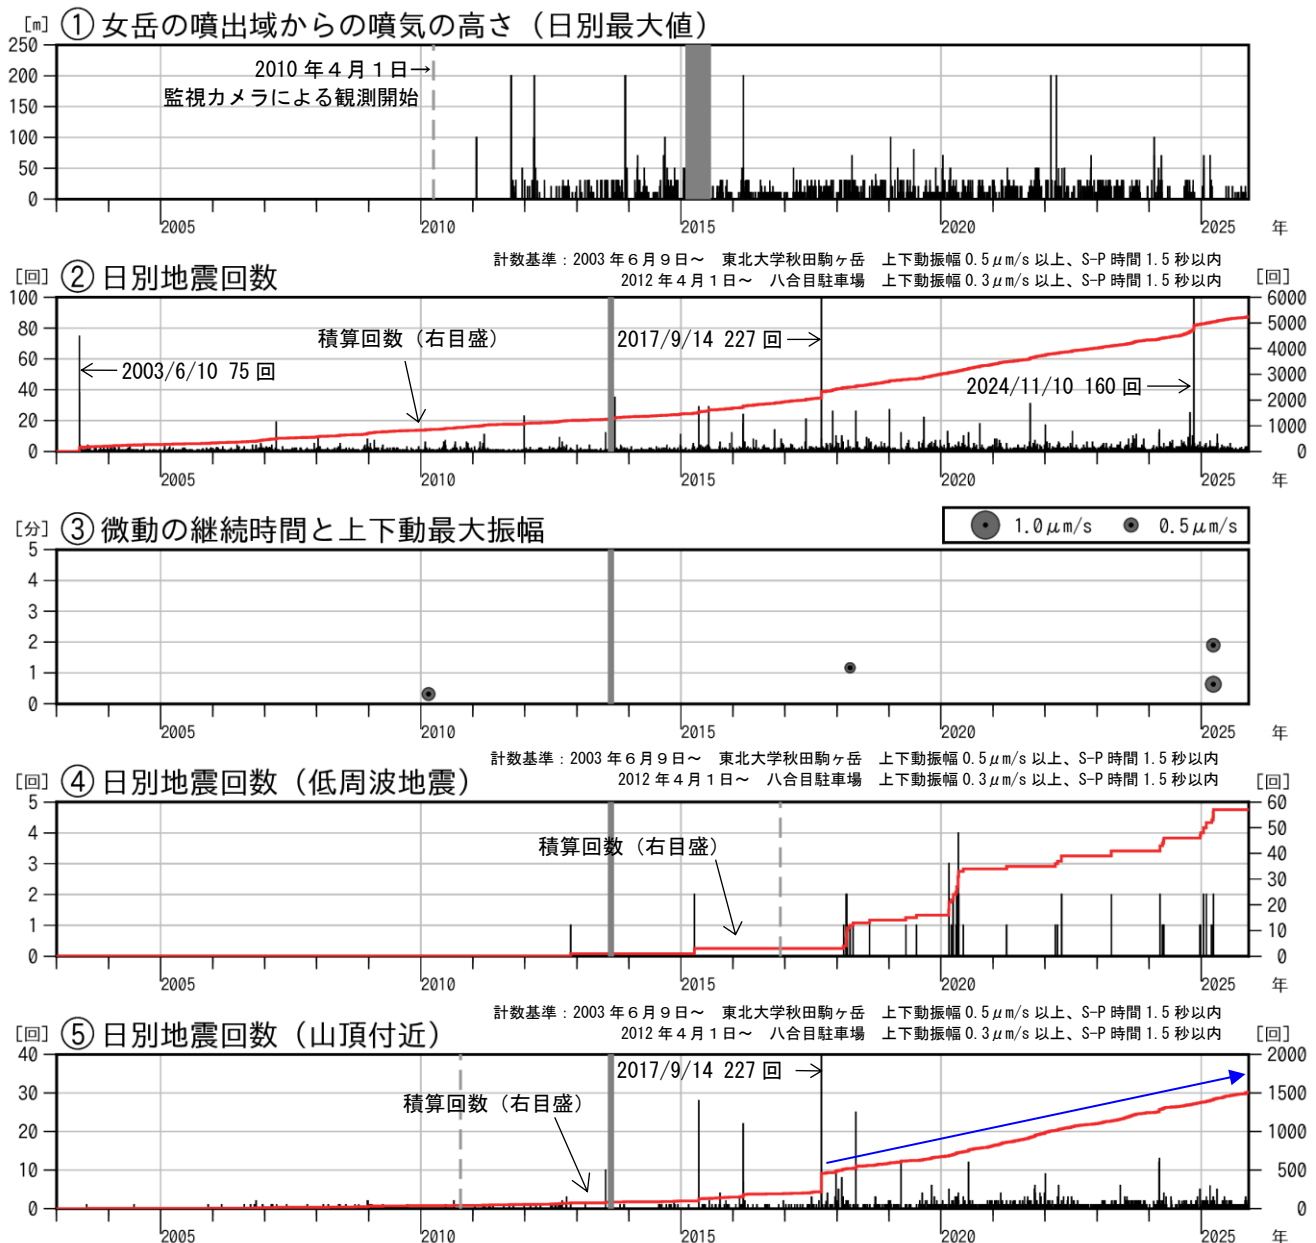 [m] ① 女岳の噴出域からの噴気の高さ（日別最大値）
250
200
150
100
50
0
2010 年４月１日→
監視カメラによる観測開始
2005 2010 2015 2020 2025 年
計数基準：2003 年６月９日～　東北大学秋田駒ヶ岳　上下動振幅 0.5μm/s 以上、S-P 時間 1.5 秒以内
[回] ② 日別地震回数 2012 年４月１日～　八合目駐車場　上下動振幅 0.3μm/s 以上、S-P 時間 1.5 秒以内 [回]
100 6000
5000
80 4000
60 3000
40 2000
20 1000
0 0
積算回数（右目盛）
2017/9/14 227 回
2003/6/10 75 回
2024/11/10 160 回
2005 2010 2015 2020 2025 年
[分] ③ 微動の継続時間と上下動最大振幅 1.0μm/s 0.5μm/s
5
4
3
2
1
0
2005 2010 2015 2020 2025 年
計数基準：2003 年６月９日～　東北大学秋田駒ヶ岳　上下動振幅 0.5μm/s 以上、S-P 時間 1.5 秒以内
[回] ④ 日別地震回数（低周波地震） 2012 年４月１日～　八合目駐車場　上下動振幅 0.3μm/s 以上、S-P 時間 1.5 秒以内 [回]
5 60
50
4 40
3 30
2 20
1 10
0 0
積算回数（右目盛）
2005 2010 2015 2020 2025 年
計数基準：2003 年６月９日～　東北大学秋田駒ヶ岳　上下動振幅 0.5μm/s 以上、S-P 時間 1.5 秒以内
[回] ⑤ 日別地震回数（山頂付近） 2012 年４月１日～　八合目駐車場　上下動振幅 0.3μm/s 以上、S-P 時間 1.5 秒以内 [回]
40 2000
30 1500
20 1000
10 500
0 0
2017/9/14 227 回
積算回数（右目盛）
2005 2010 2015 2020 2025 年